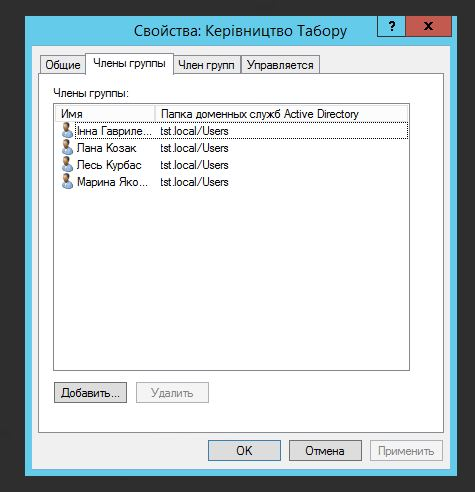 Свойства: Керівництво Табору
?
x
Общие Члены группы Член групп Управляется
Члены группы:
Имя Папка доменных служб Active Directory
Інна Гавриле... tst.local/Users
Лана Козак tst.local/Users
Лесь Курбас tst.local/Users
Марина Яко... tst.local/Users
Добавить... Удалить
OK Отмена Применить